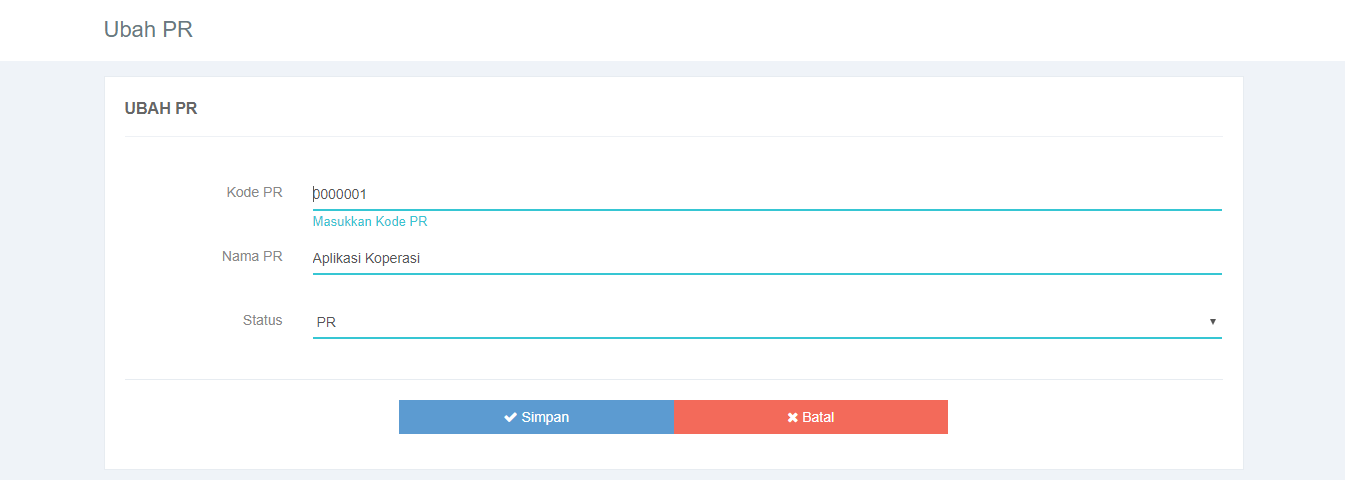 Ubah PR
UBAH PR
Kode PR
0000001
Masukkan Kode PR
Nama PR
Aplikasi Koperasi
Status
PR
Simpan
Batal